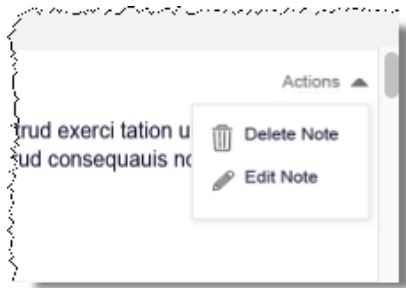 Actions
trud exerci tation u
ud consequauis no
Delete Note
Edit Note